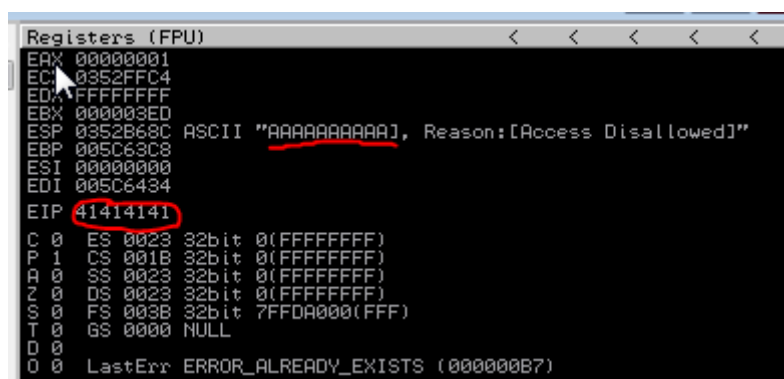 Registers (FPU) < < < < <
EAX 00000001
ECX 0352FFC4
EDX FFFFFFFF
EBX 000003ED
ESP 0352B68C ASCII "AAAAAAAAAA], Reason:[Access Disallowed]"
EBP 005C63C8
ESI 00000000
EDI 005C6434
EIP 41414141
C 0 ES 0023 32bit 0(FFFFFFFF)
P 1 CS 001B 32bit 0(FFFFFFFF)
A 0 SS 0023 32bit 0(FFFFFFFF)
Z 0 DS 0023 32bit 0(FFFFFFFF)
S 0 FS 003B 32bit 7FFDA000(FFF)
T 0 GS 0000 NULL
D 0
O 0 LastErr ERROR_ALREADY_EXISTS (000000B7)